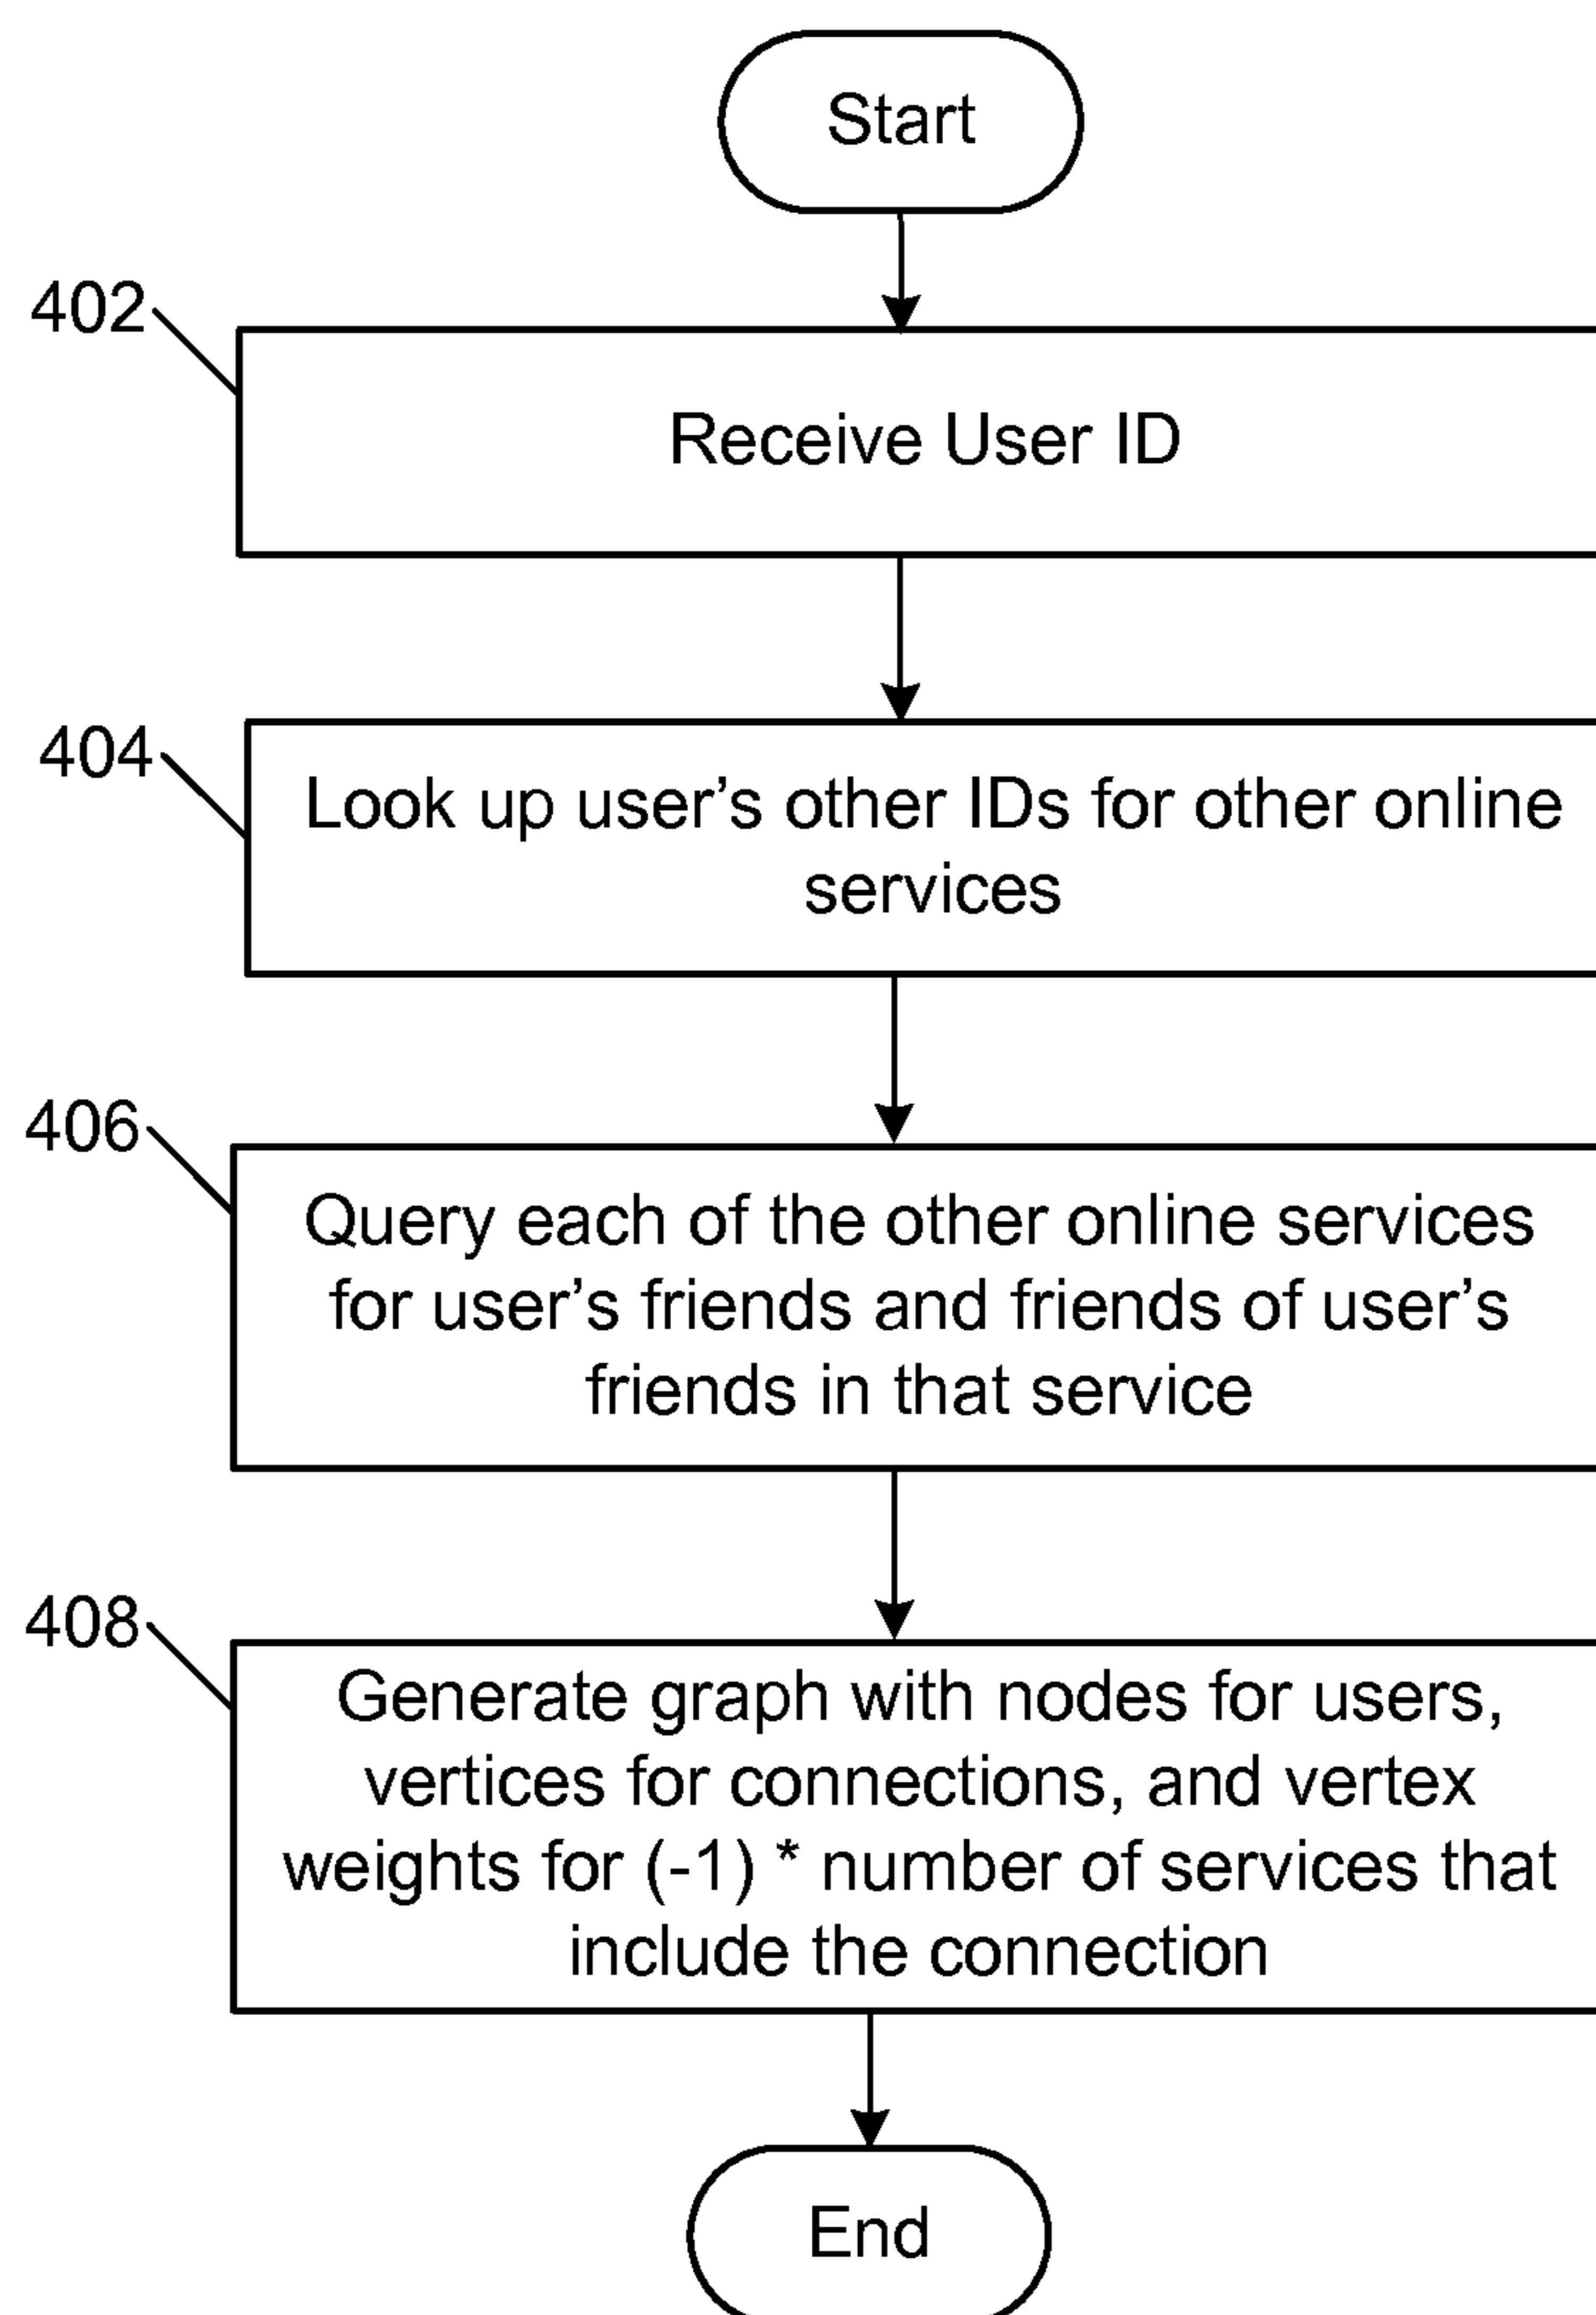 Start
402
Receive User ID
404
Look up user’s other IDs for other online
services
406
Query each of the other online services
for user’s friends and friends of user’s
friends in that service
408
Generate graph with nodes for users,
vertices for connections, and vertex
weights for (-1) * number of services that
include the connection
End